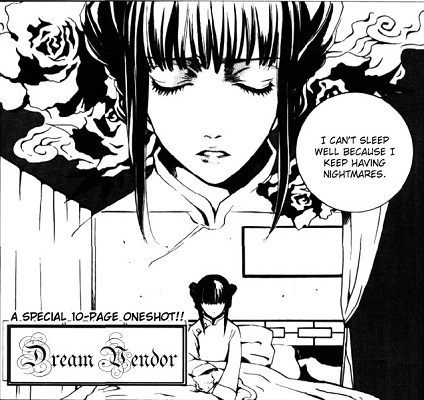 I CAN'T SLEEP
WELL BECAUSE I
KEEP HAVING
NIGHTMARES.
A SPECIAL 10-PAGE ONESHOT!!
Dream Vendor